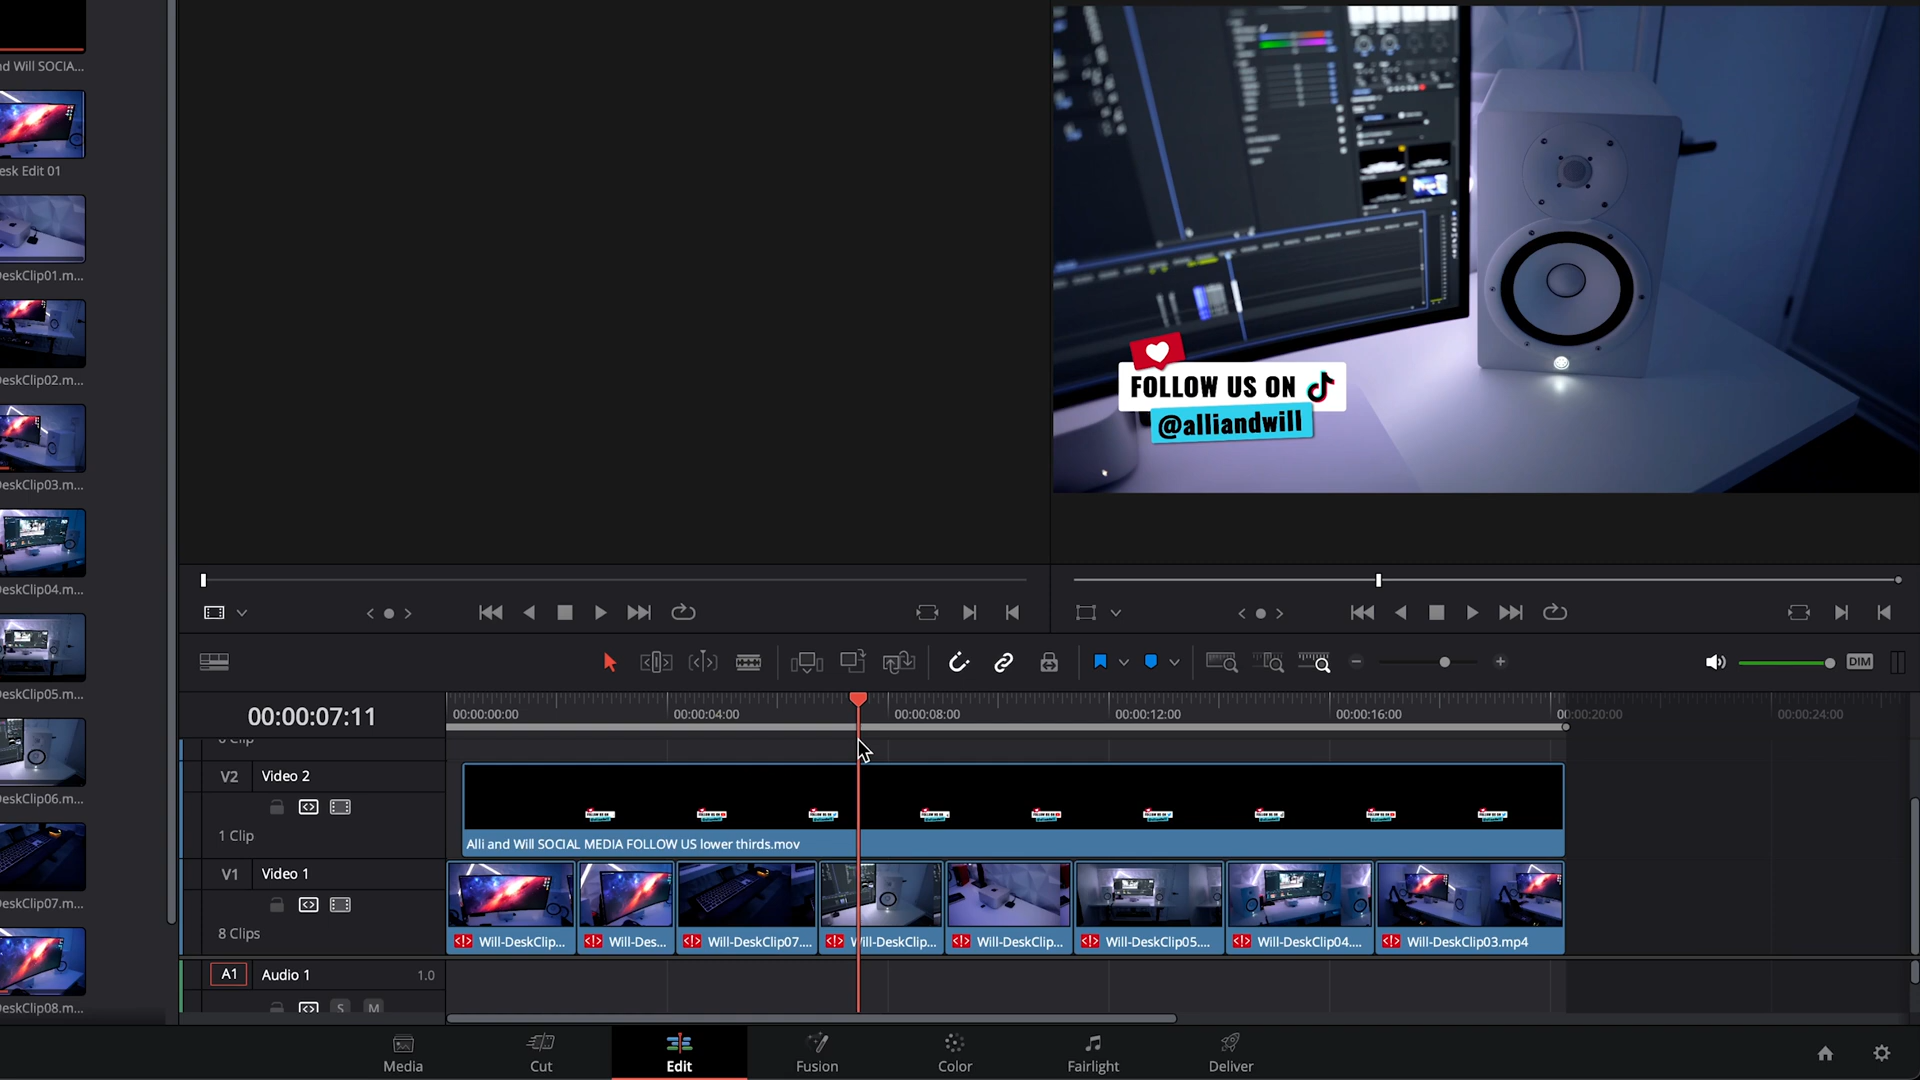 nd Will SOCIA...
esk Edit 01
eskClip01.m...
eskClip02.m...
eskClip03.m...
eskClip04.m...
eskClip05.m...
eskClip06.m...
eskClip07.m...
eskClip08.m...
FOLLOW US ON
@alliandwill
DIM
00:00:07:11
00:00:00:00
00:00:04:00
00:00:08:00
00:00:12:00
00:00:16:00
00:00:20:00
00:00:24:00
V2 Video 2
1 Clip
Alli and Will SOCIAL MEDIA FOLLOW US lower thirds.mov
V1 Video 1
8 Clips
Will-DeskClip...
Will-Des...
Will-DeskClip07....
Will-DeskClip...
Will-DeskClip...
Will-DeskClip05....
Will-DeskClip04....
Will-DeskClip03.mp4
A1 Audio 1 1.0
S M
Media
Cut
Edit
Fusion
Color
Fairlight
Deliver